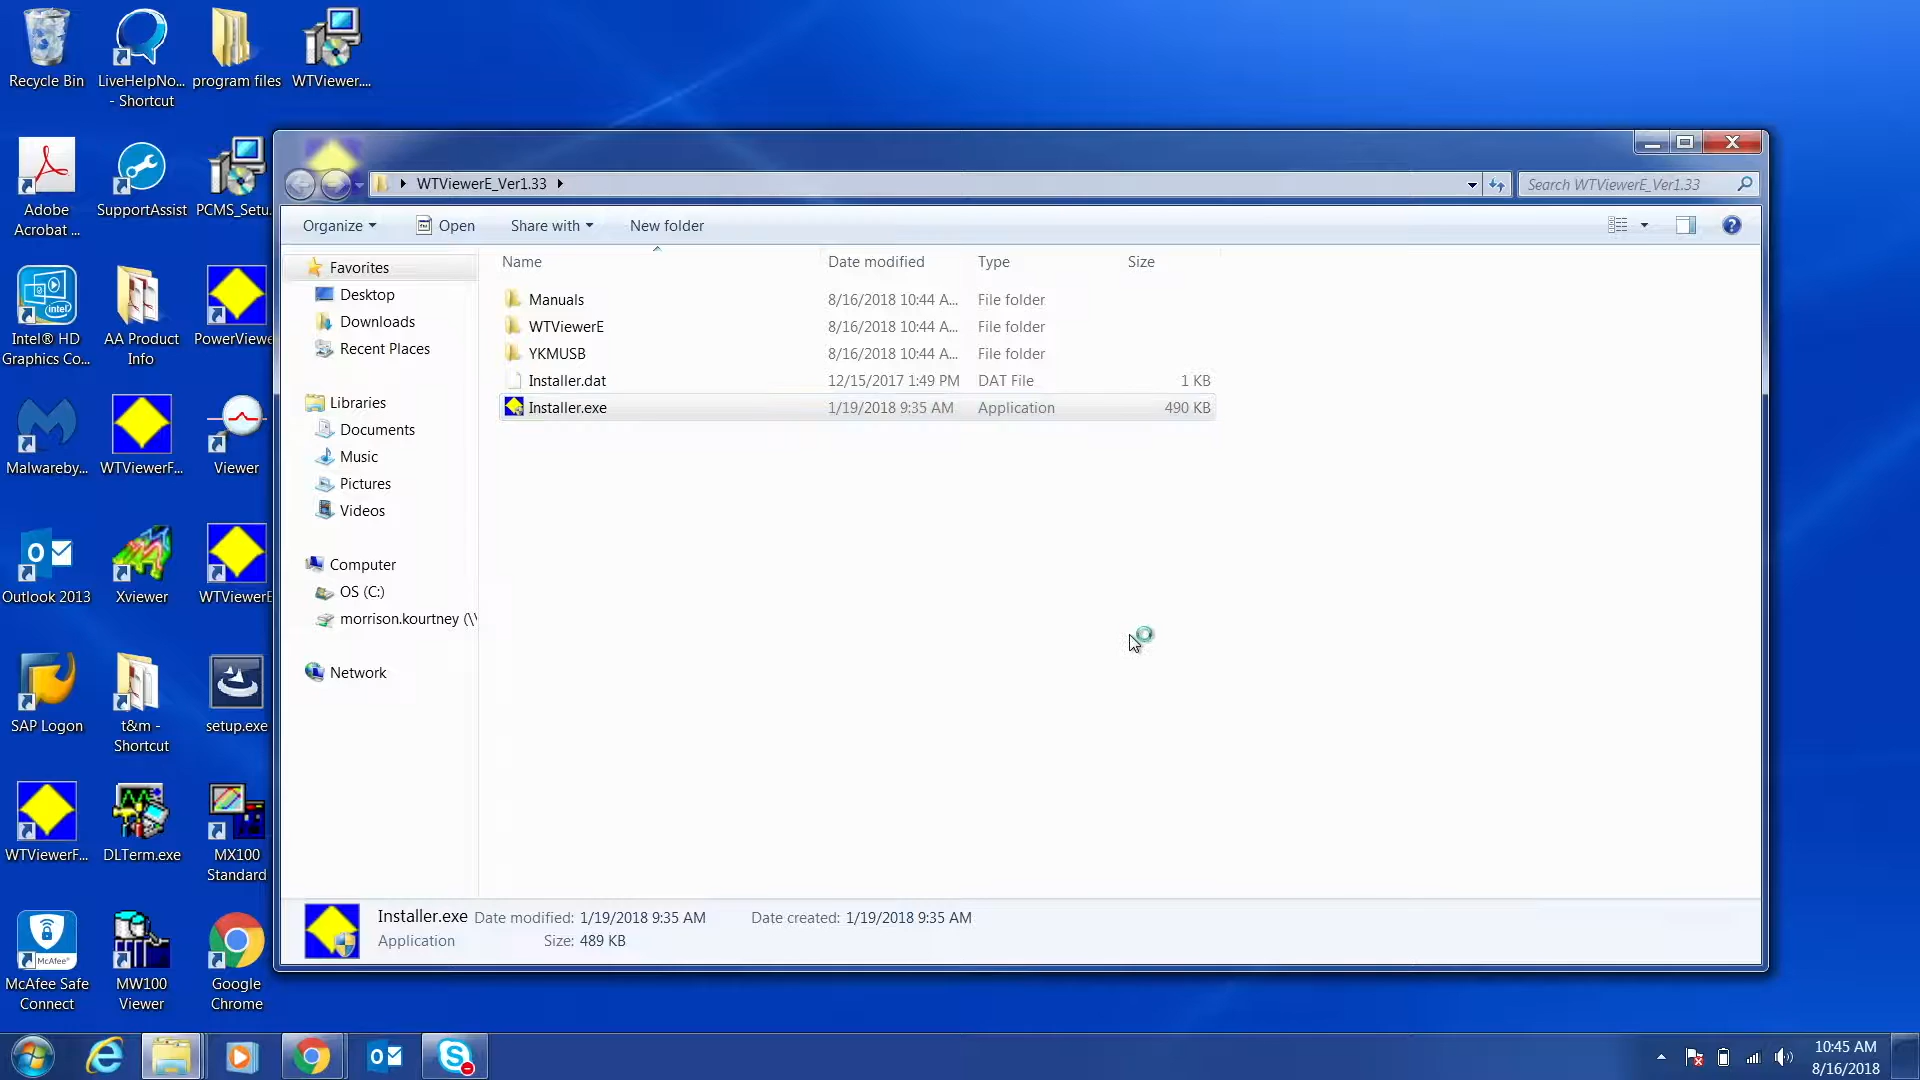 Recycle Bin
LiveHelpNo...
- Shortcut
program files
WTViewer....
Adobe
Acrobat ...
SupportAssist
PCMS_Setu
Intel® HD
Graphics Co...
AA Product
Info
PowerViewe
Malwareby...
WTViewerF...
Viewer
Outlook 2013
Xviewer
WTViewerE
SAP Logon
t&m -
Shortcut
setup.exe
WTViewerF...
DLTerm.exe
MX100
Standard
McAfee
McAfee Safe
Connect
MW100
Viewer
Google
Chrome
WTViewerE_Ver1.33
Search WTViewerE_Ver1.33
Organize
Open
Share with
New folder
Favorites
Desktop
Downloads
Recent Places
Libraries
Documents
Music
Pictures
Videos
Computer
OS (C:)
morrison.kourtney (\\
Network
Name Date modified Type Size
Manuals 8/16/2018 10:44 A... File folder
WTViewerE 8/16/2018 10:44 A... File folder
YKMUSB 8/16/2018 10:44 A... File folder
Installer.dat 12/15/2017 1:49 PM DAT File 1 KB
Installer.exe 1/19/2018 9:35 AM Application 490 KB
Installer.exe Date modified: 1/19/2018 9:35 AM Date created: 1/19/2018 9:35 AM
Application Size: 489 KB
10:45 AM
8/16/2018